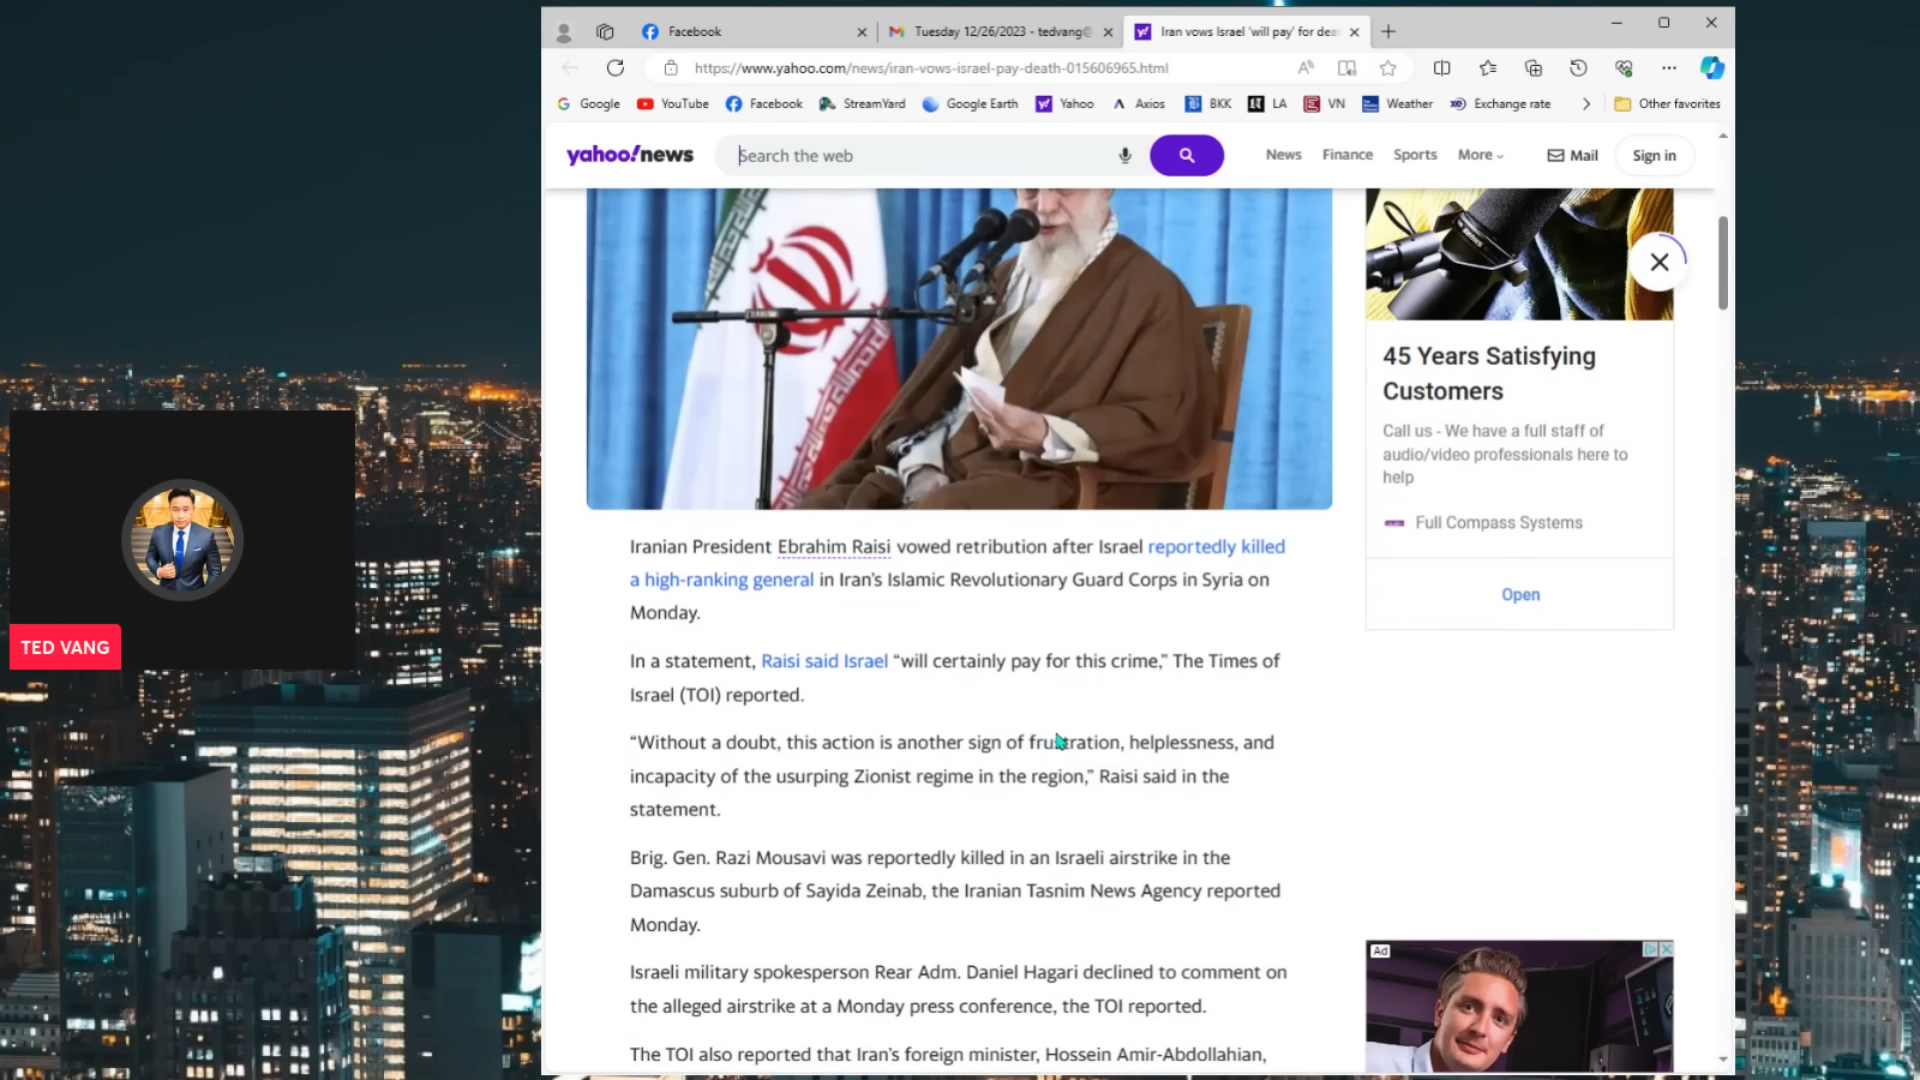 Facebook
Tuesday 12/26/2023 - tedvang@
Iran vows Israel 'will pay' for dea
https://www.yahoo.com/news/iran-vows-israel-pay-death-015606965.html
Google
YouTube
Facebook
StreamYard
Google Earth
Yahoo
Axios
BKK
LA
VN
Weather
Exchange rate
Other favorites
yahoo!news
Search the web
News
Finance
Sports
More
Mail
Sign in
45 Years Satisfying
Customers
Call us - We have a full staff of
audio/video professionals here to
help
Full Compass Systems
Open
TED VANG
Iranian President Ebrahim Raisi vowed retribution after Israel reportedly killed
a high-ranking general in Iran's Islamic Revolutionary Guard Corps in Syria on
Monday.
In a statement, Raisi said Israel “will certainly pay for this crime,” The Times of
Israel (TOI) reported.
“Without a doubt, this action is another sign of frustration, helplessness, and
incapacity of the usurping Zionist regime in the region,” Raisi said in the
statement.
Brig. Gen. Razi Mousavi was reportedly killed in an Israeli airstrike in the
Damascus suburb of Sayida Zeinab, the Iranian Tasnim News Agency reported
Monday.
Israeli military spokesperson Rear Adm. Daniel Hagari declined to comment on
the alleged airstrike at a Monday press conference, the TOI reported.
The TOI also reported that Iran's foreign minister, Hossein Amir-Abdollahian,
Ad